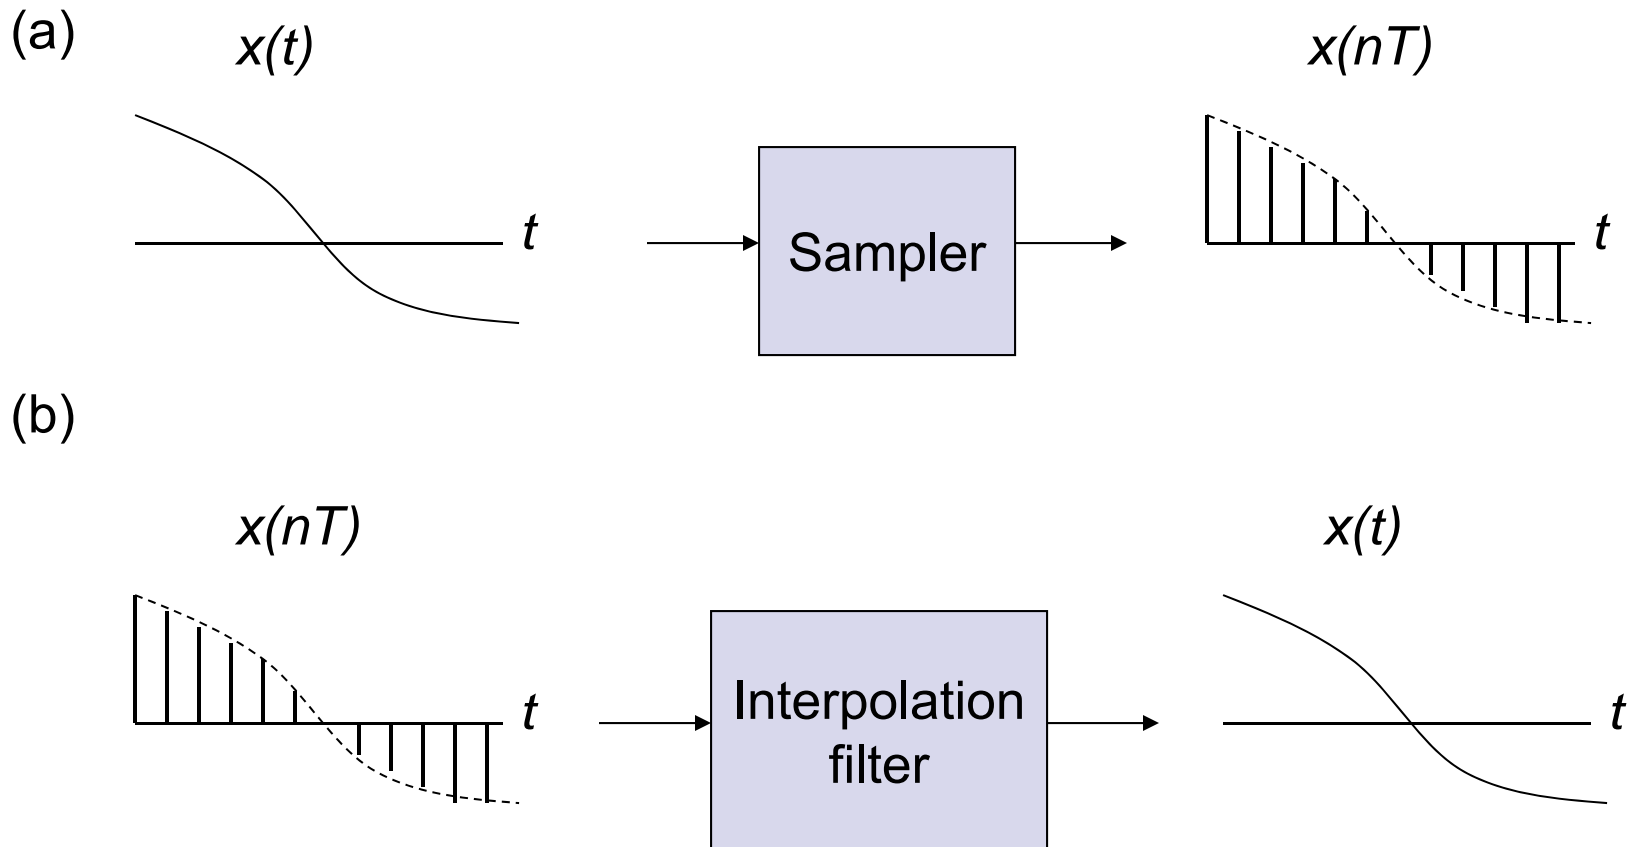 (a)
x(t)
x(nT)
t
Sampler
t
(b)
x(nT)
x(t)
t
Interpolation
filter
t